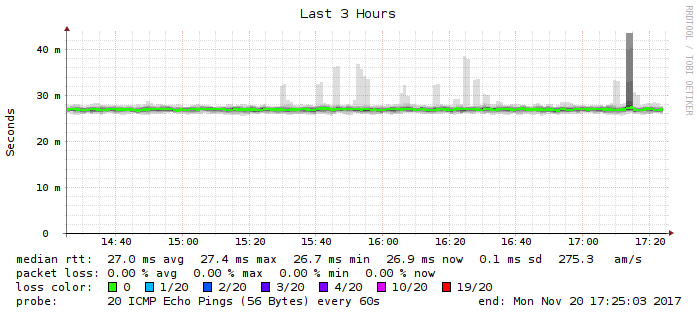 Last 3 Hours
RRDTOOL / TOBI OETIKER
Seconds
40 m
30 m
20 m
10 m
0
14:40 15:00 15:20 15:40 16:00 16:20 16:40 17:00 17:20
median rtt: 27.0 ms avg 27.4 ms max 26.7 ms min 26.9 ms now 0.1 ms sd 275.3 am/s
packet loss: 0.00 % avg 0.00 % max 0.00 % min 0.00 % now
loss color: 0 1/20 2/20 3/20 4/20 10/20 19/20
probe: 20 ICMP Echo Pings (56 Bytes) every 60s end: Mon Nov 20 17:25:03 2017